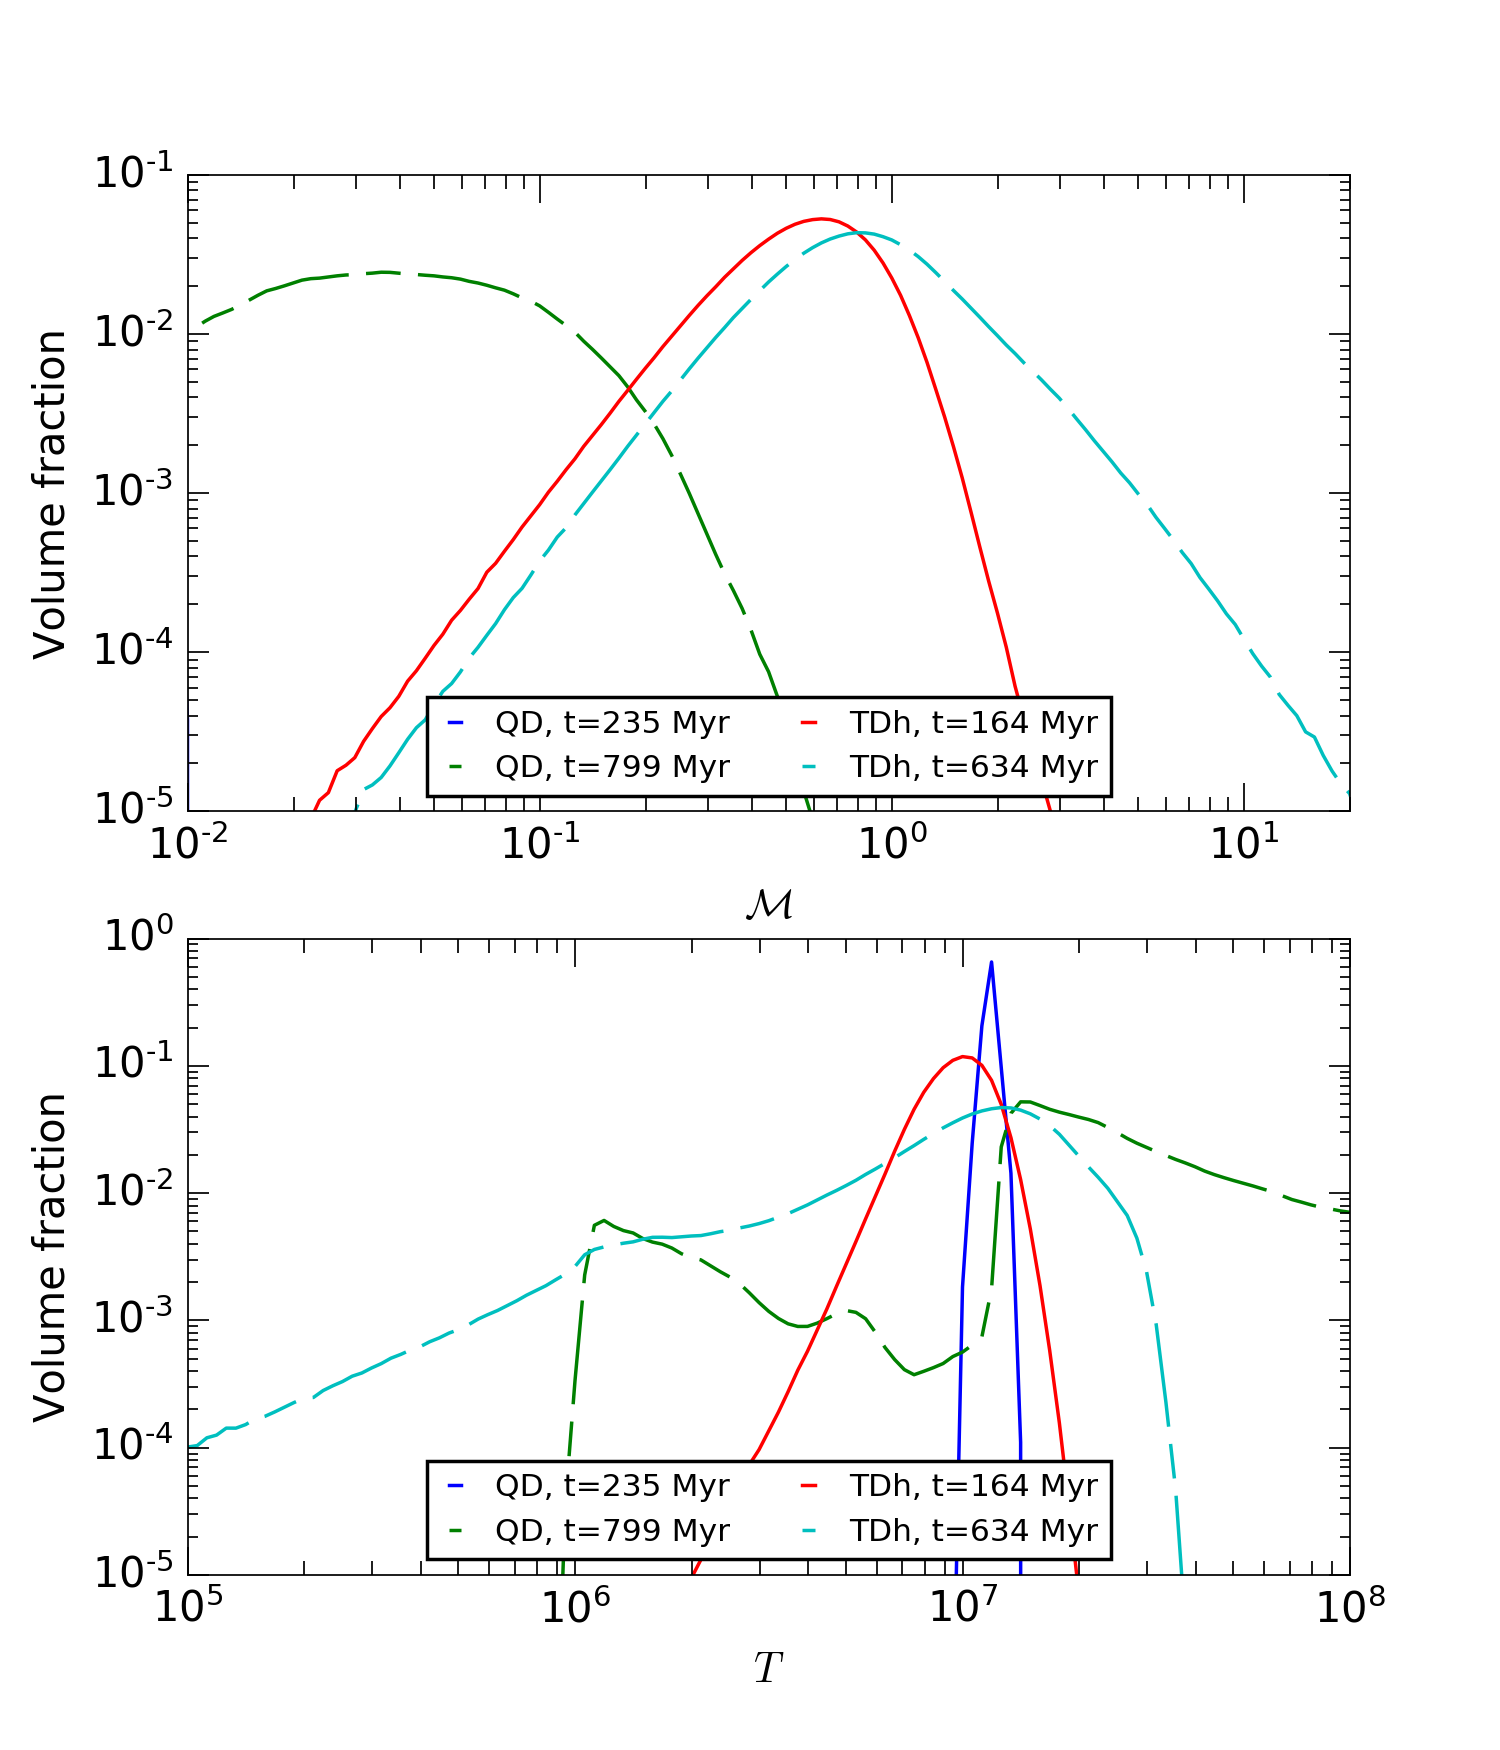 10^-1
10^-2
10^-3
10^-4
10^-5
Volume fraction
QD, t=235 Myr TDh, t=164 Myr
QD, t=799 Myr TDh, t=634 Myr
10^-2 10^-1 10^0 10^1
ℳ
10^0
10^-1
10^-2
10^-3
10^-4
10^-5
Volume fraction
QD, t=235 Myr TDh, t=164 Myr
QD, t=799 Myr TDh, t=634 Myr
10^5 10^6 10^7 10^8
T